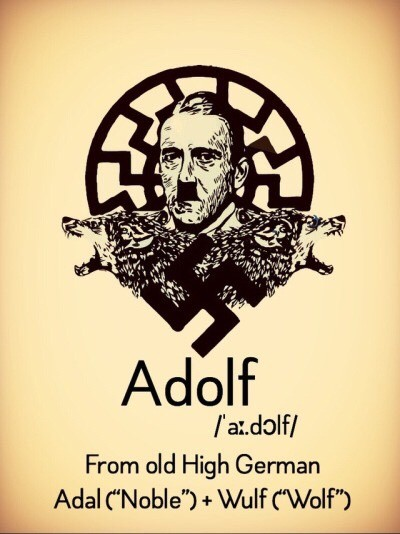 Adolf
/ˈaː.dɔlf/
From old High German
Adal (“Noble”) + Wulf (“Wolf”)